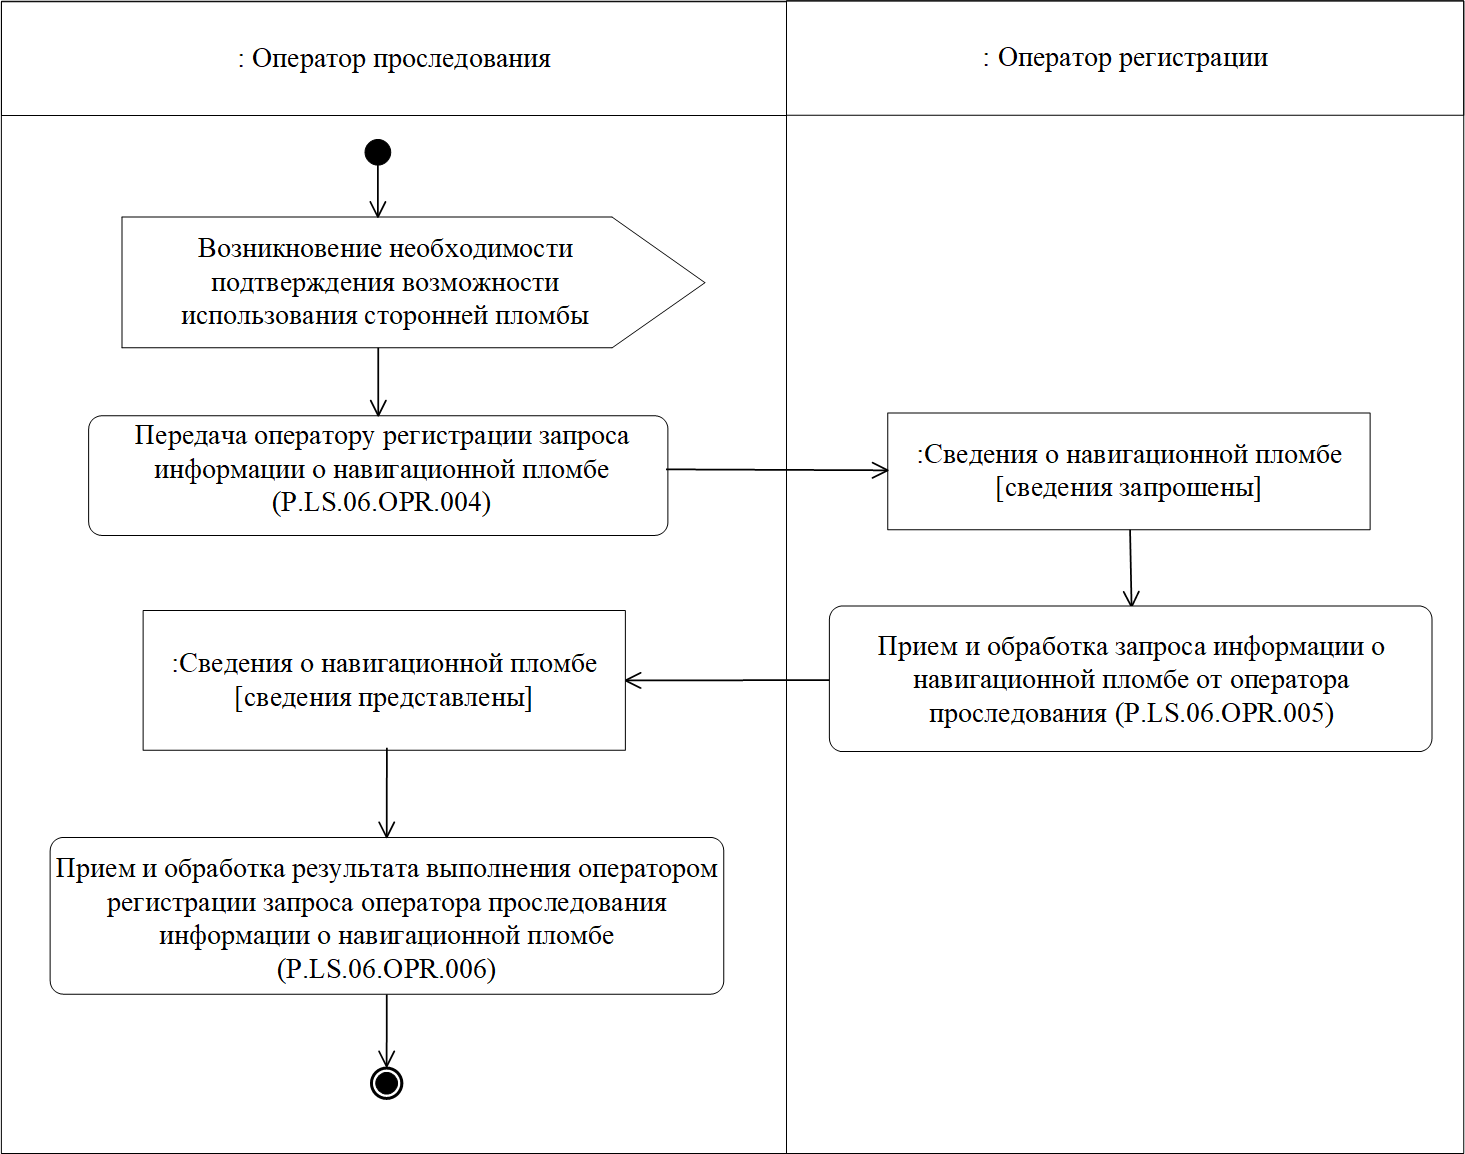 : Оператор проследования
: Оператор регистрации
Возникновение необходимости
подтверждения возможности
использования сторонней пломбы
Передача оператору регистрации запроса
информации о навигационной пломбе
(P.LS.06.OPR.004)
:Сведения о навигационной пломбе
[сведения запрошены]
Прием и обработка запроса информации о
навигационной пломбе от оператора
проследования (P.LS.06.OPR.005)
:Сведения о навигационной пломбе
[сведения представлены]
Прием и обработка результата выполнения оператором
регистрации запроса оператора проследования
информации о навигационной пломбе
(P.LS.06.OPR.006)